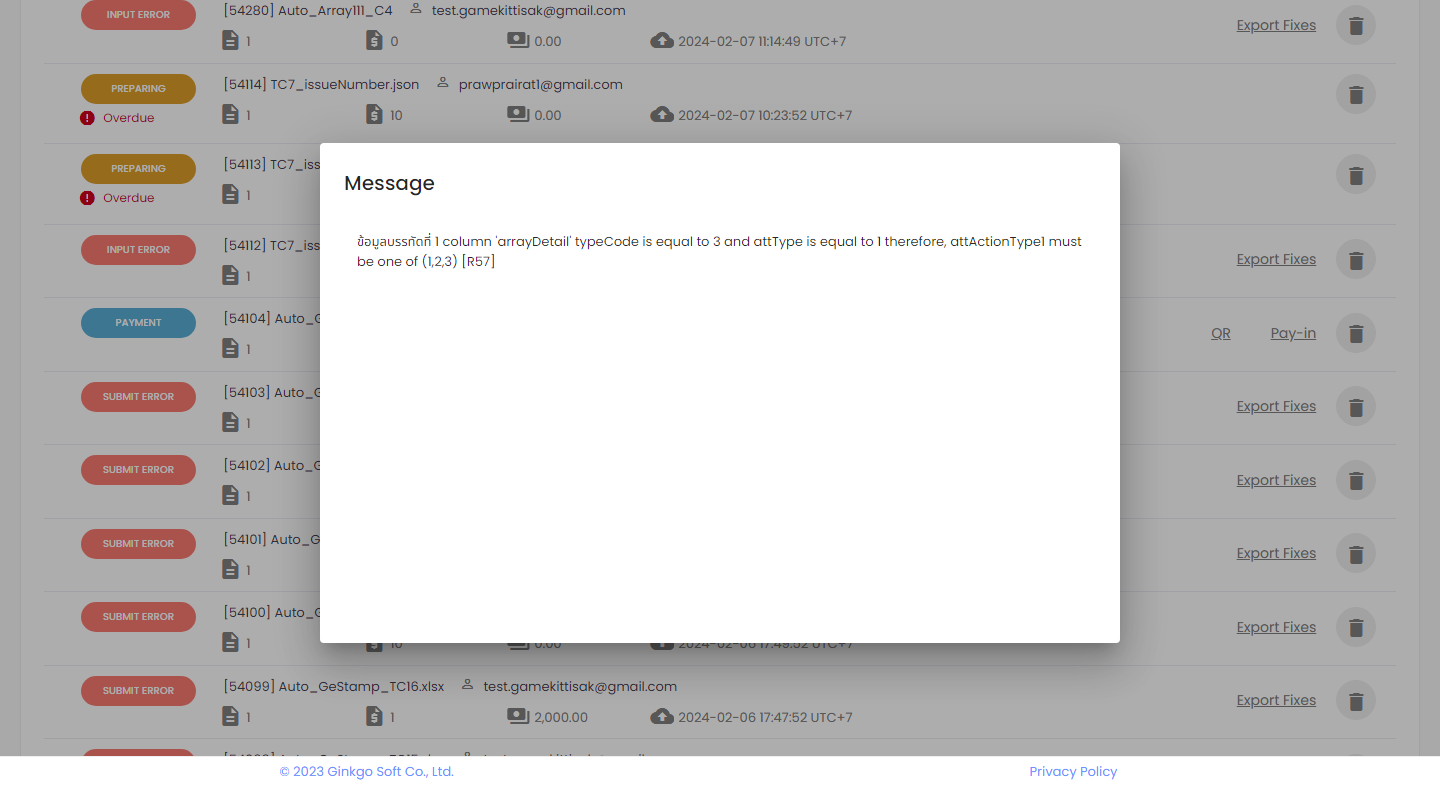 INPUT ERROR [54280] Auto_Array111_C4 test.gamekittisak@gmail.com
1 0 0.00 2024-02-07 11:14:49 UTC+7 Export Fixes
PREPARING [54114] TC7_issueNumber.json prawprairat1@gmail.com
Overdue 1 10 0.00 2024-02-07 10:23:52 UTC+7
PREPARING [54113] TC7_iss
Overdue 1
Message
ข้อมูลบรรทัดที่ 1 column 'arrayDetail' typeCode is equal to 3 and attType is equal to 1 therefore, attActionType1 must
be one of (1,2,3) [R57]
INPUT ERROR [54112] TC7_iss
1 Export Fixes
PAYMENT [54104] Auto_G
1 QR Pay-in
SUBMIT ERROR [54103] Auto_G
1 Export Fixes
SUBMIT ERROR [54102] Auto_G
1 Export Fixes
SUBMIT ERROR [54101] Auto_G
1 Export Fixes
SUBMIT ERROR [54100] Auto_G
1 10 0.00 2024-02-06 17:49:52 UTC+7 Export Fixes
SUBMIT ERROR [54099] Auto_GeStamp_TC16.xlsx test.gamekittisak@gmail.com
1 1 2,000.00 2024-02-06 17:47:52 UTC+7 Export Fixes
© 2023 Ginkgo Soft Co., Ltd. Privacy Policy